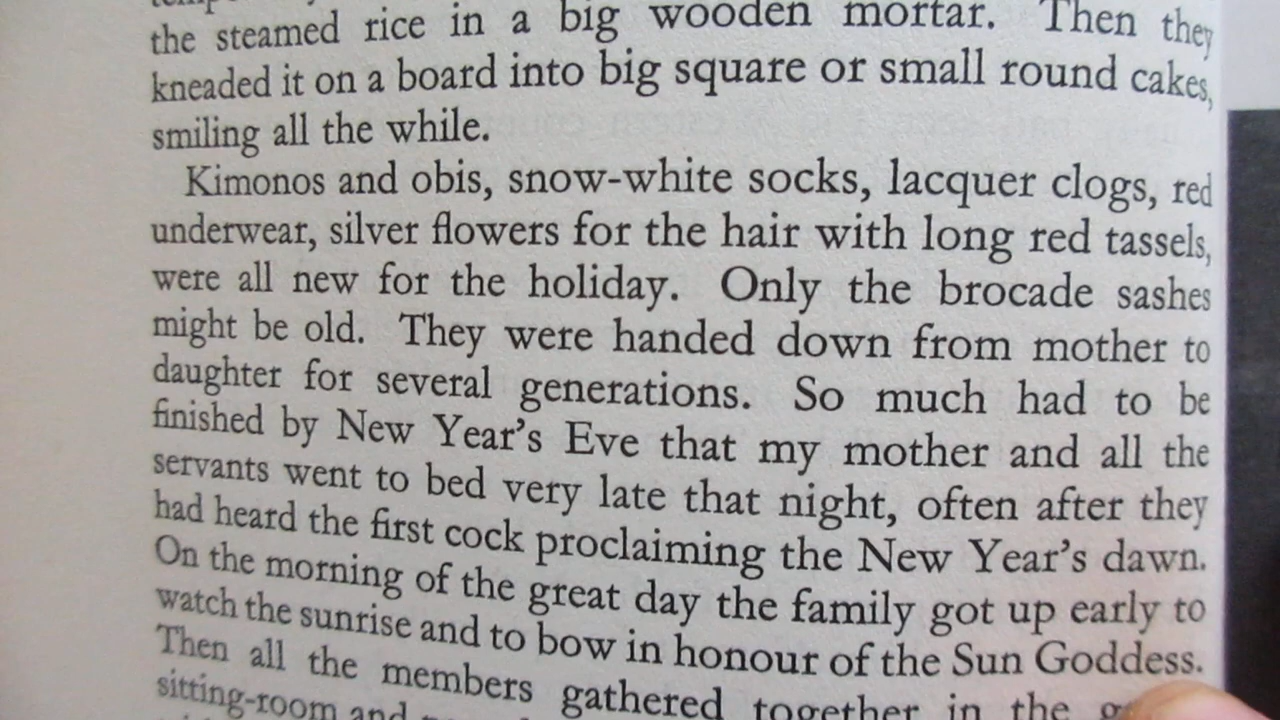 the steamed rice in a big wooden mortar. Then they
kneaded it on a board into big square or small round cakes,
smiling all the while.
Kimonos and obis, snow-white socks, lacquer clogs, red
underwear, silver flowers for the hair with long red tassels,
were all new for the holiday. Only the brocade sashes
might be old. They were handed down from mother to
daughter for several generations. So much had to be
finished by New Year's Eve that my mother and all the
servants went to bed very late that night, often after they
had heard the first cock proclaiming the New Year's dawn.
On the morning of the great day the family got up early to
watch the sunrise and to bow in honour of the Sun Goddess.
Then all the members gathered together in the
sitting-room and